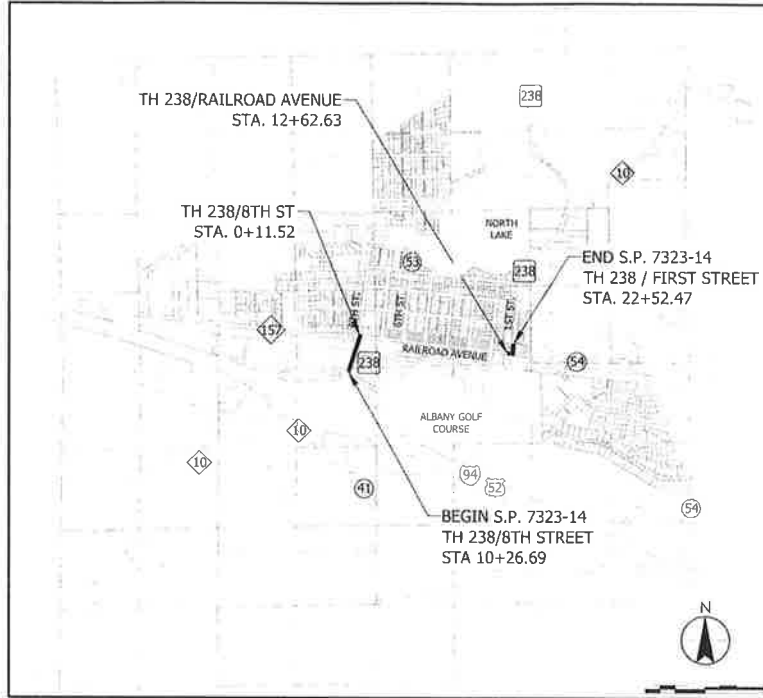 238
TH 238/RAILROAD AVENUE
STA. 12+62.63
10
TH 238/8TH ST
STA. 0+11.52
NORTH
LAKE
53
238
END S.P. 7323-14
TH 238 / FIRST STREET
STA. 22+52.47
8TH ST.
6TH ST.
1ST ST.
157
RAILROAD AVENUE
238
54
ALBANY GOLF
COURSE
10
10
94
52
41
54
BEGIN S.P. 7323-14
TH 238/8TH STREET
STA 10+26.69
N